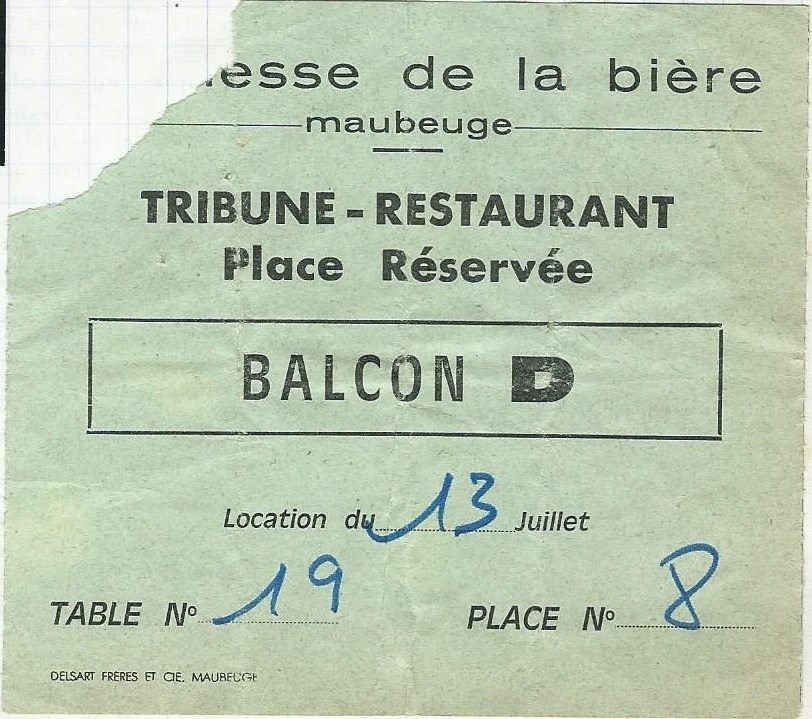 de la bière
maubeuge
TRIBUNE - RESTAURANT
Place Réservée
BALCON D
Location du 13 Juillet
TABLE N° 19 PLACE N° 8
DELSART FRÈRES ET CIE. MAUBEUGE